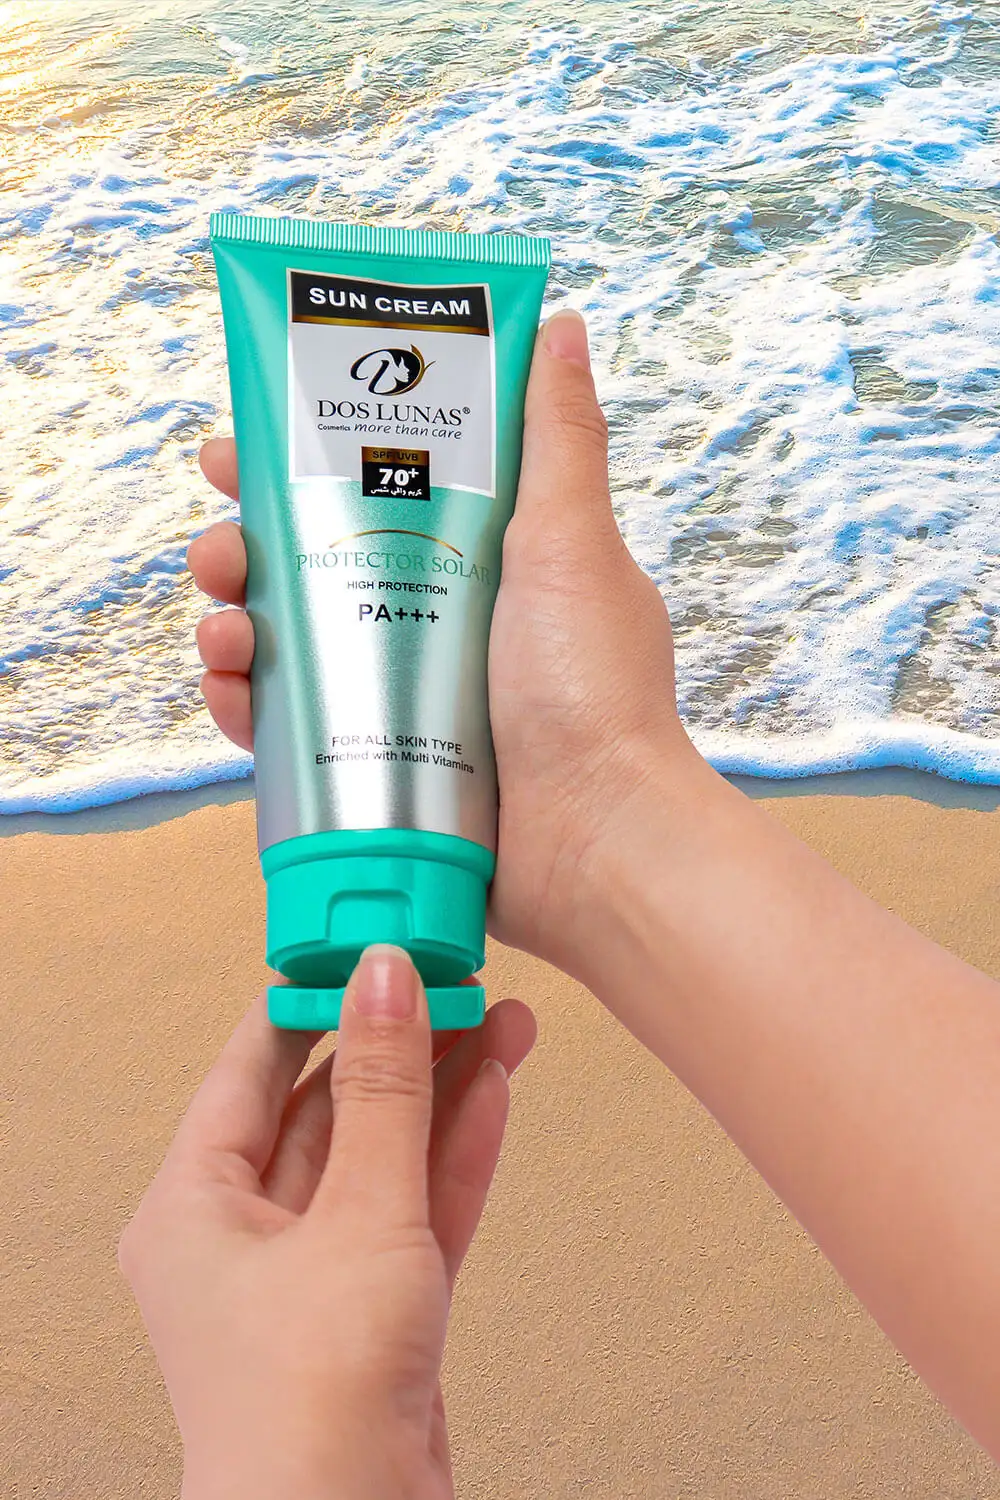 SUN CREAM
DOS LUNAS®
Cosmetics more than care
SPF/UVB
70+
كريم واقي شمس
PROTECTOR SOLAR
HIGH PROTECTION
PA+++
FOR ALL SKIN TYPE
Enriched with Multi Vitamins